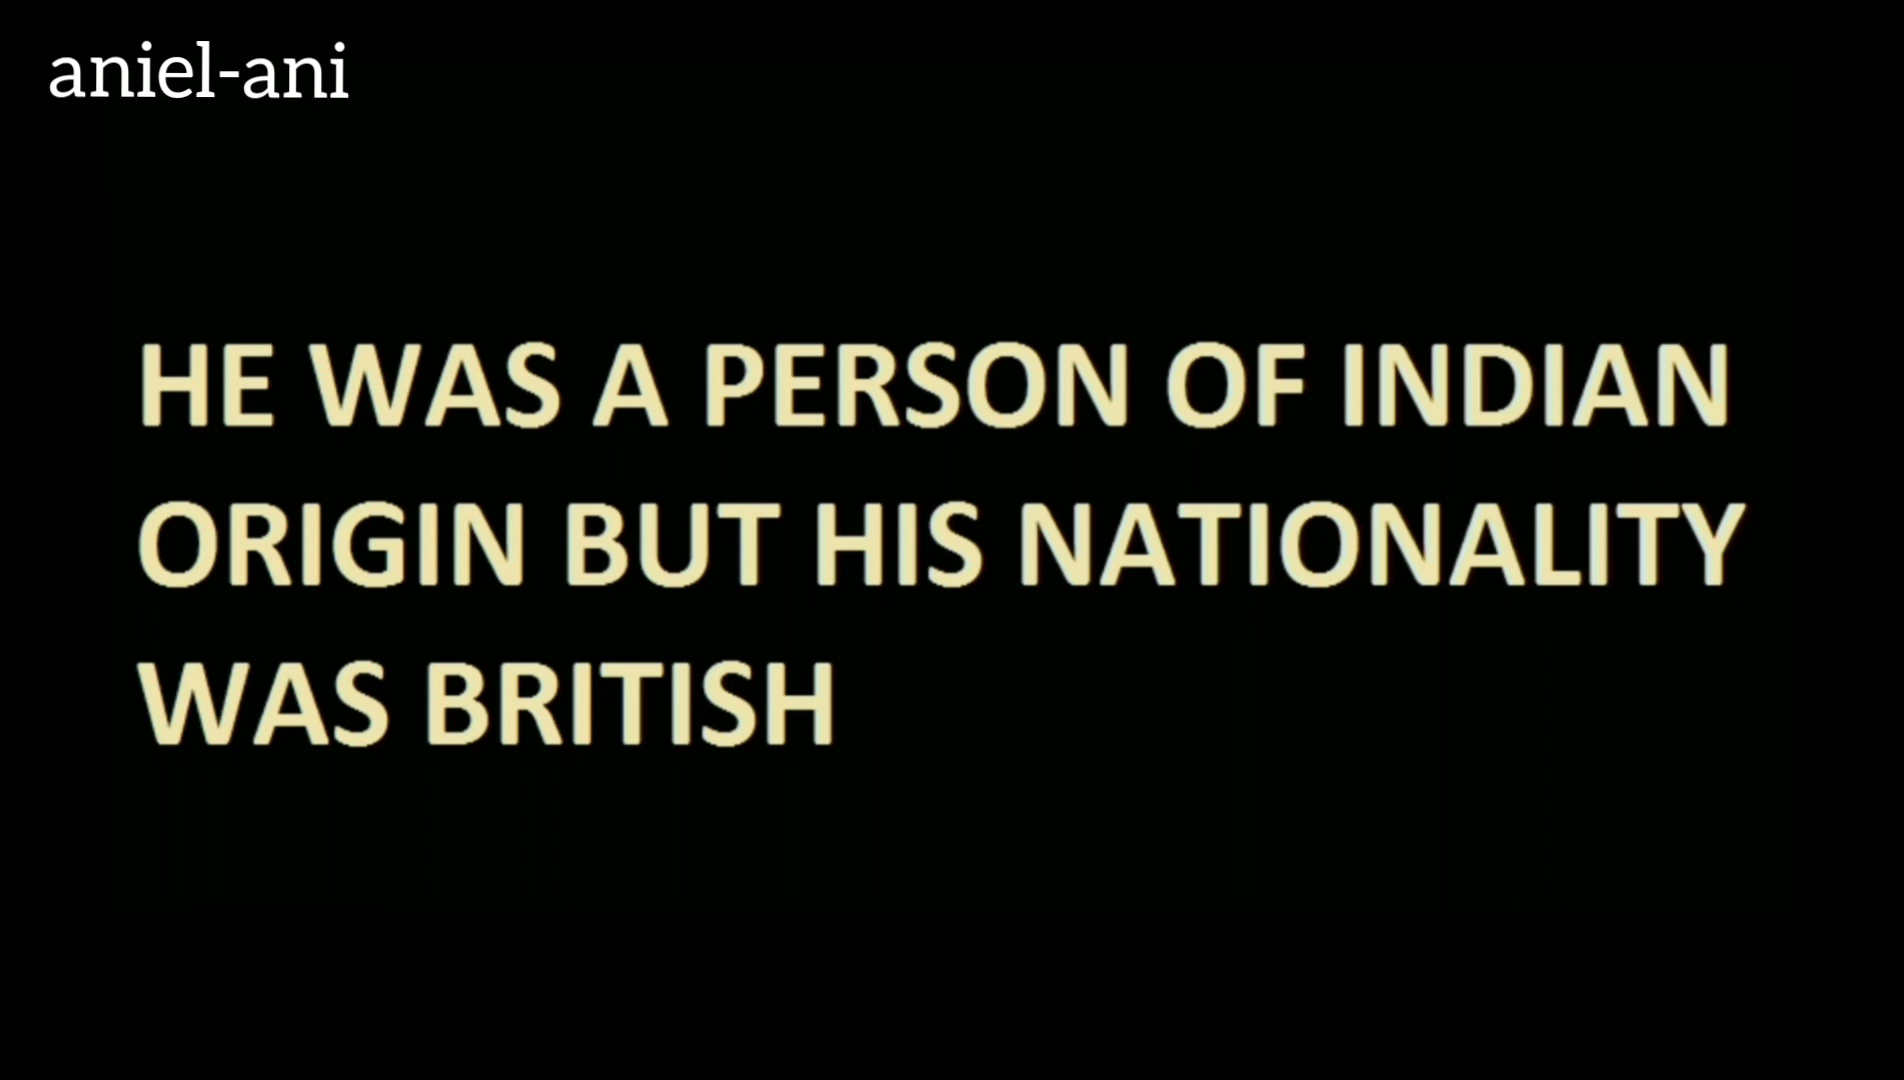 aniel-ani
HE WAS A PERSON OF INDIAN
ORIGIN BUT HIS NATIONALITY
WAS BRITISH